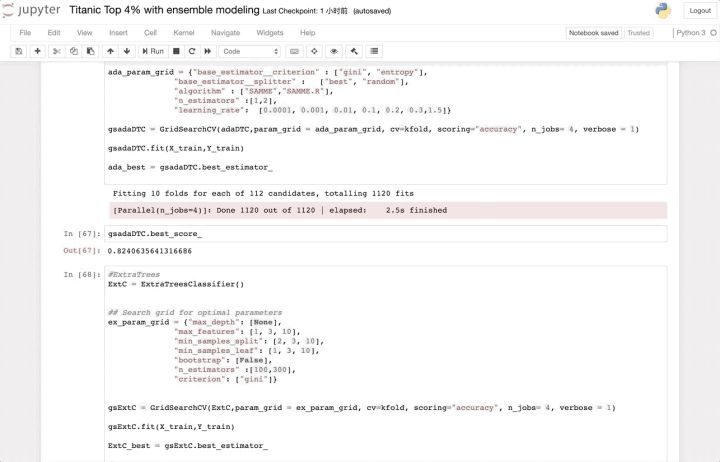 jupyter Titanic Top 4% with ensemble modeling Last Checkpoint: 1 小时前 (autosaved)
Logout
File Edit View Insert Cell Kernel Navigate Widgets Help
Notebook saved Trusted Python 3
Run Code
ada_param_grid = {"base_estimator__criterion" : ["gini", "entropy"],
"base_estimator__splitter" : ["best", "random"],
"algorithm" : ["SAMME","SAMME.R"],
"n_estimators" :[1,2],
"learning_rate": [0.0001, 0.001, 0.01, 0.1, 0.2, 0.3,1.5]}
gsadaDTC = GridSearchCV(adaDTC,param_grid = ada_param_grid, cv=kfold, scoring="accuracy", n_jobs= 4, verbose = 1)
gsadaDTC.fit(X_train,Y_train)
ada_best = gsadaDTC.best_estimator_
Fitting 10 folds for each of 112 candidates, totalling 1120 fits
[Parallel(n_jobs=4)]: Done 1120 out of 1120 | elapsed: 2.5s finished
In [67]: gsadaDTC.best_score_
Out[67]: 0.8240635641316686
In [68]: #ExtraTrees
ExtC = ExtraTreesClassifier()
## Search grid for optimal parameters
ex_param_grid = {"max_depth": [None],
"max_features": [1, 3, 10],
"min_samples_split": [2, 3, 10],
"min_samples_leaf": [1, 3, 10],
"bootstrap": [False],
"n_estimators" :[100,300],
"criterion": ["gini"]}
gsExtC = GridSearchCV(ExtC,param_grid = ex_param_grid, cv=kfold, scoring="accuracy", n_jobs= 4, verbose = 1)
gsExtC.fit(X_train,Y_train)
ExtC_best = gsExtC.best_estimator_